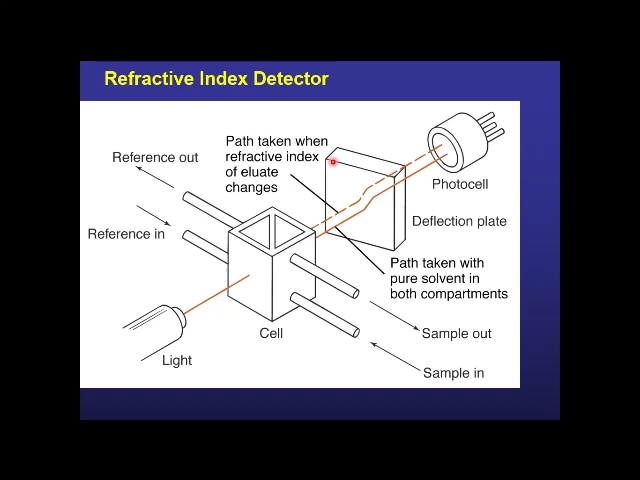 Refractive Index Detector
Path taken when
refractive index
of eluate
changes
Reference out
Photocell
Deflection plate
Reference in
Path taken with
pure solvent in
both compartments
Cell
Sample out
Light
Sample in